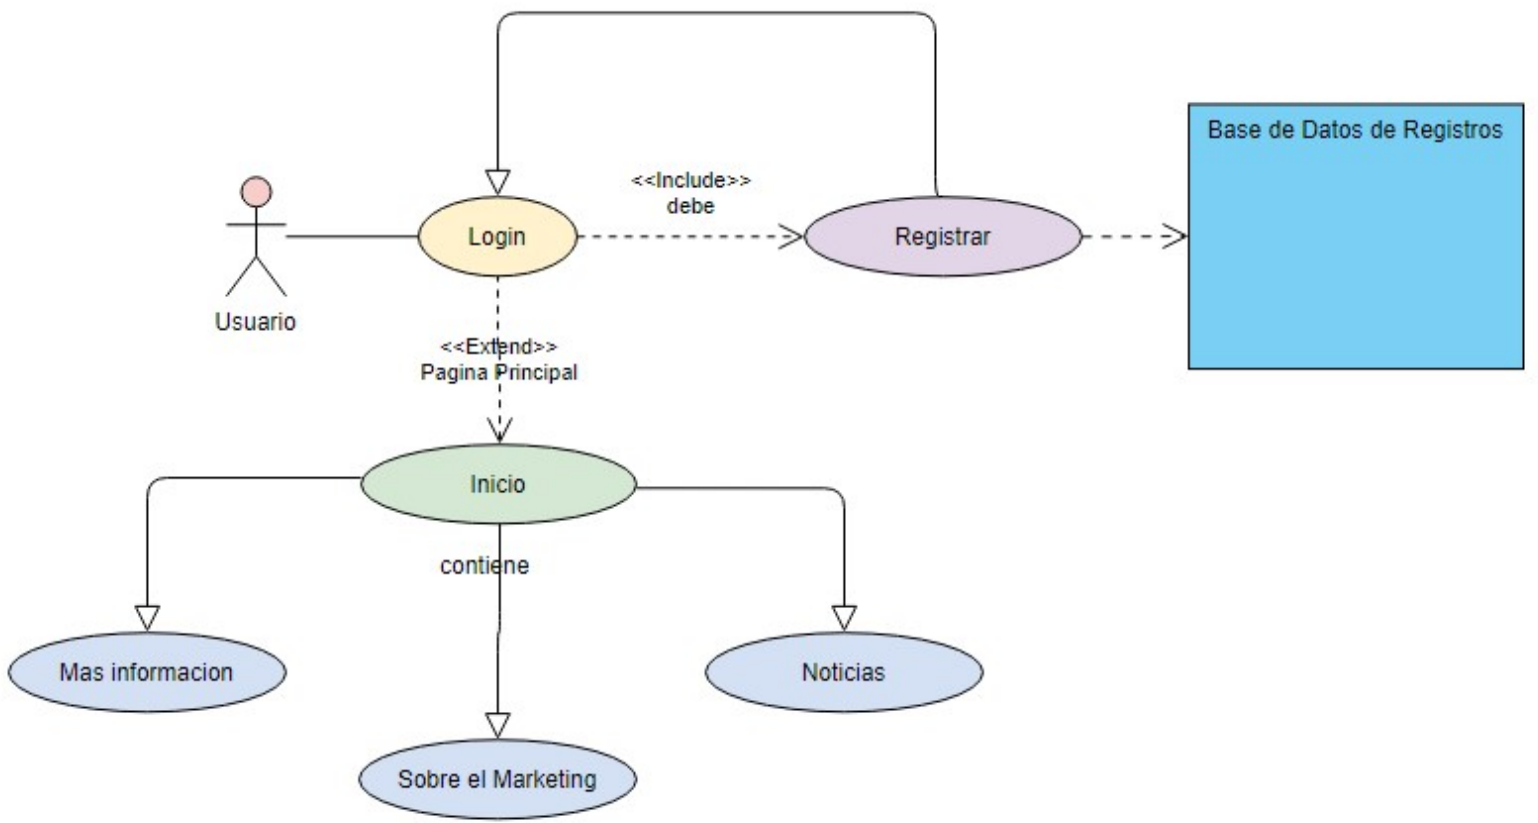 Base de Datos de Registros
<<Include>>
debe
Login
Registrar
Usuario
<<Extend>>
Pagina Principal
Inicio
contiene
Mas informacion
Noticias
Sobre el Marketing